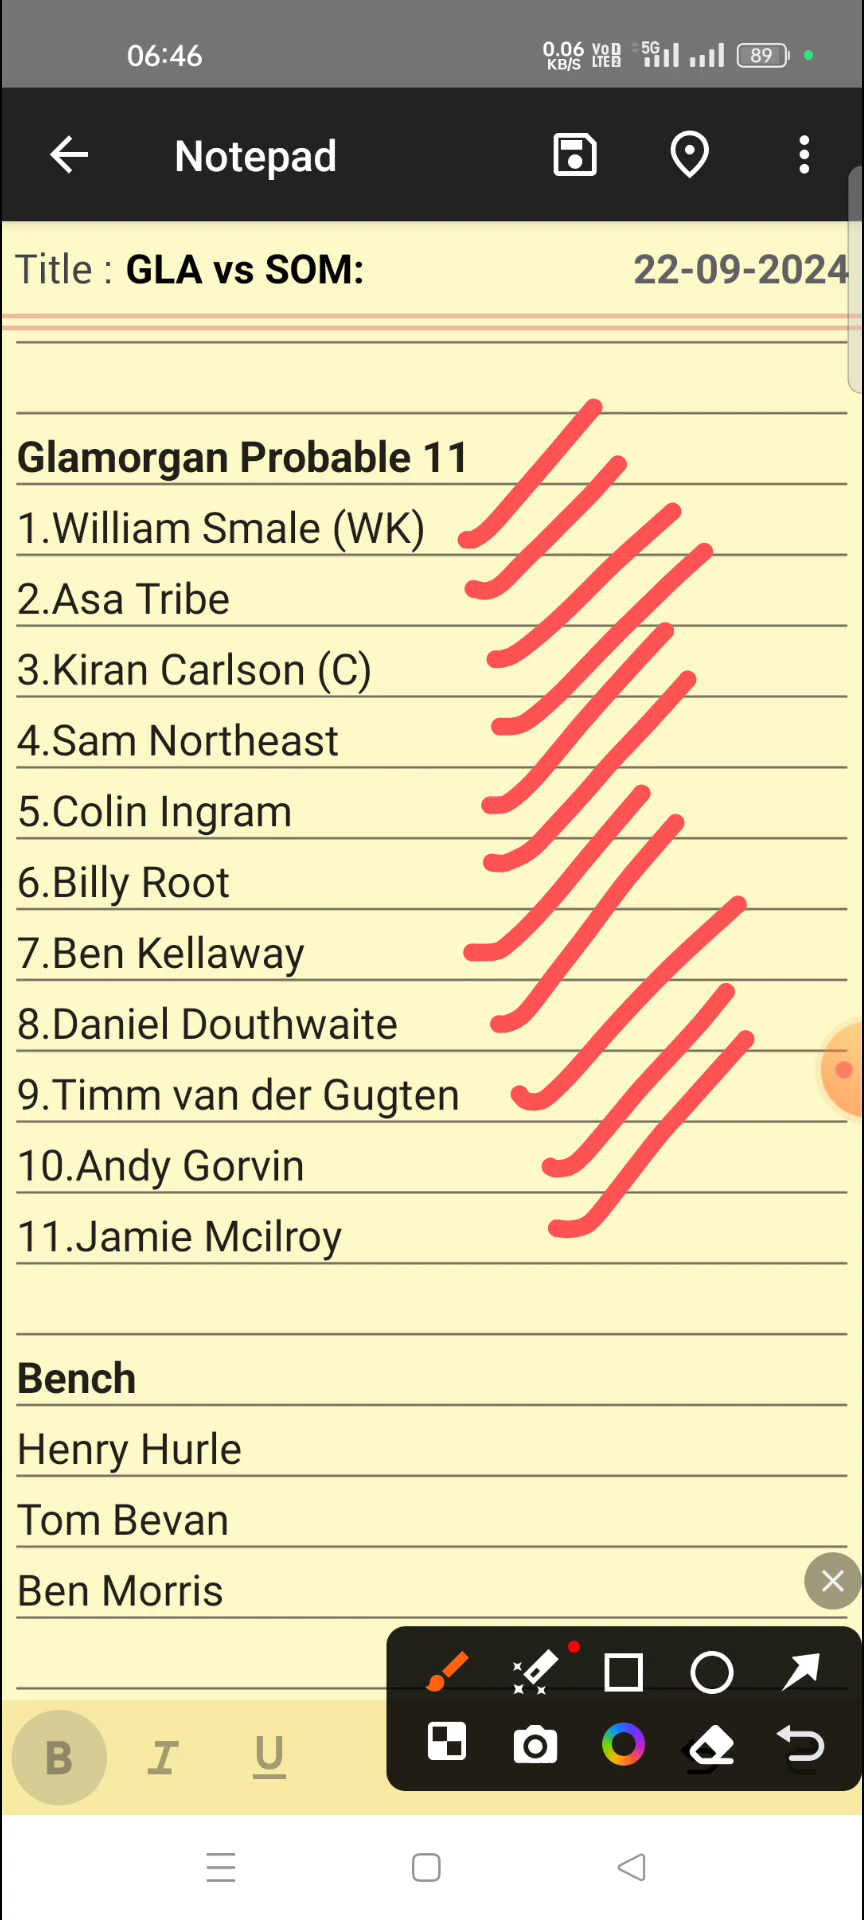 06:46 0.06 KB/S VoD LTE2 5G 89
Notepad
Title : GLA vs SOM: 22-09-2024
Glamorgan Probable 11
1.William Smale (WK)
2.Asa Tribe
3.Kiran Carlson (C)
4.Sam Northeast
5.Colin Ingram
6.Billy Root
7.Ben Kellaway
8.Daniel Douthwaite
9.Timm van der Gugten
10.Andy Gorvin
11.Jamie Mcilroy
Bench
Henry Hurle
Tom Bevan
Ben Morris
B I U